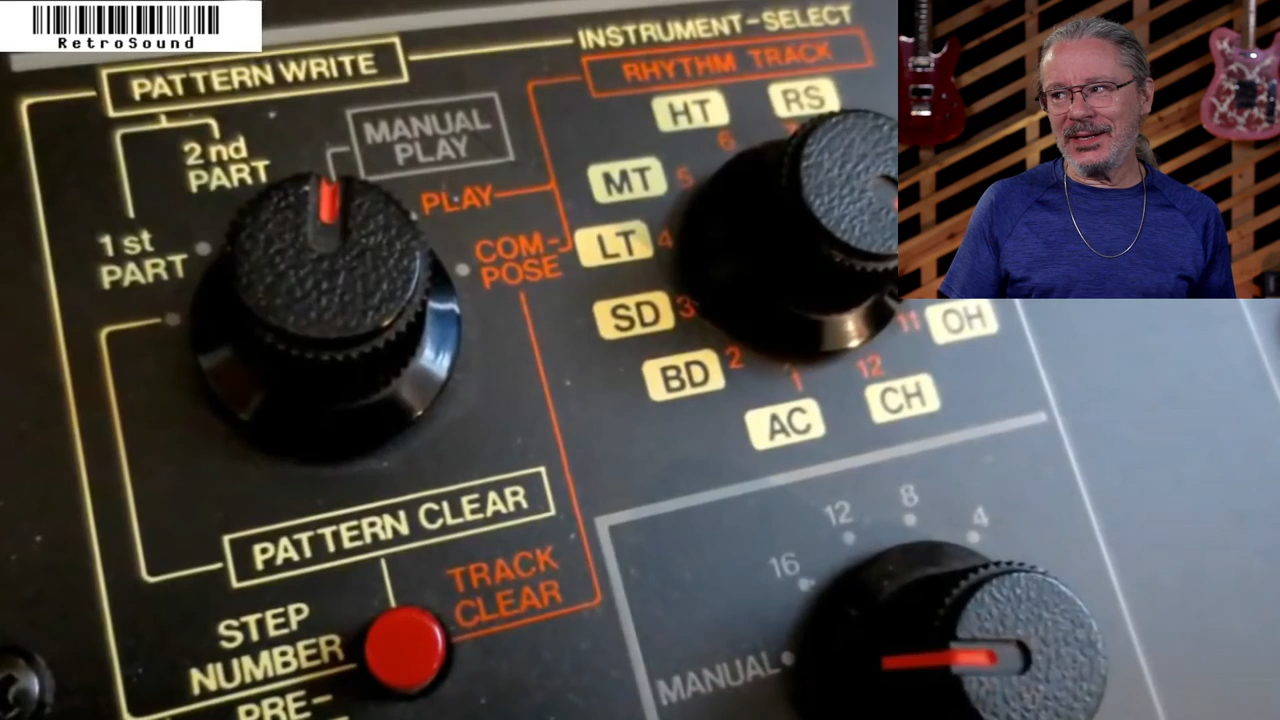 RetroSound
PATTERN WRITE
INSTRUMENT-SELECT
RHYTHM TRACK
2nd
PART
MANUAL
PLAY
1st
PART
PLAY
COM-
POSE
HT
RS
6
MT
5
LT
4
SD
3
BD
2
AC
1
12
CH
11
OH
PATTERN CLEAR
TRACK
CLEAR
STEP
NUMBER
PRE-
MANUAL
16
12
8
4